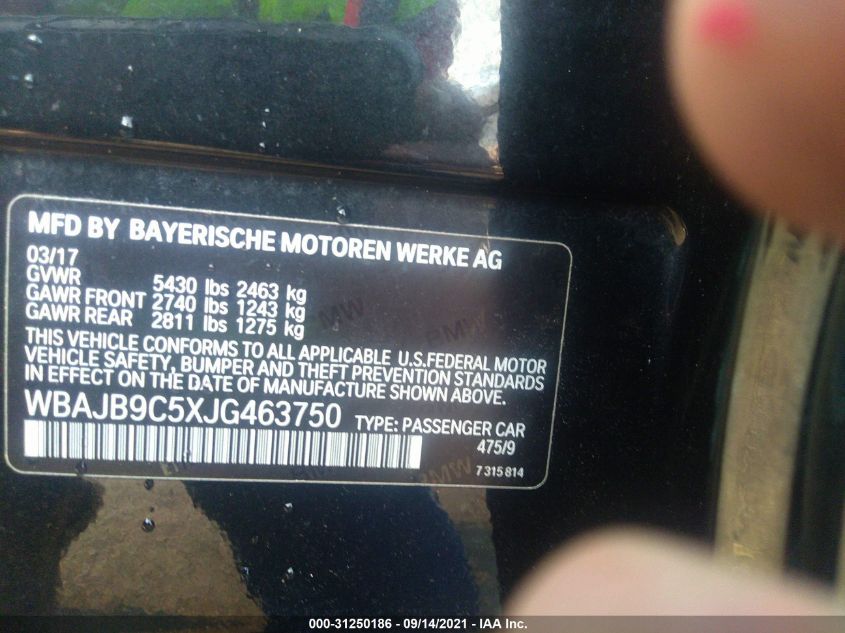 MFD BY BAYERISCHE MOTOREN WERKE AG
03/17
GVWR 5430 lbs 2463 kg
GAWR FRONT 2740 lbs 1243 kg
GAWR REAR 2811 lbs 1275 kg
THIS VEHICLE CONFORMS TO ALL APPLICABLE U.S.FEDERAL MOTOR
VEHICLE SAFETY, BUMPER AND THEFT PREVENTION STANDARDS
IN EFFECT ON THE DATE OF MANUFACTURE SHOWN ABOVE.
WBAJB9C5XJG463750 TYPE: PASSENGER CAR
475/9
7 315 814
000-31250186 - 09/14/2021 - IAA Inc.